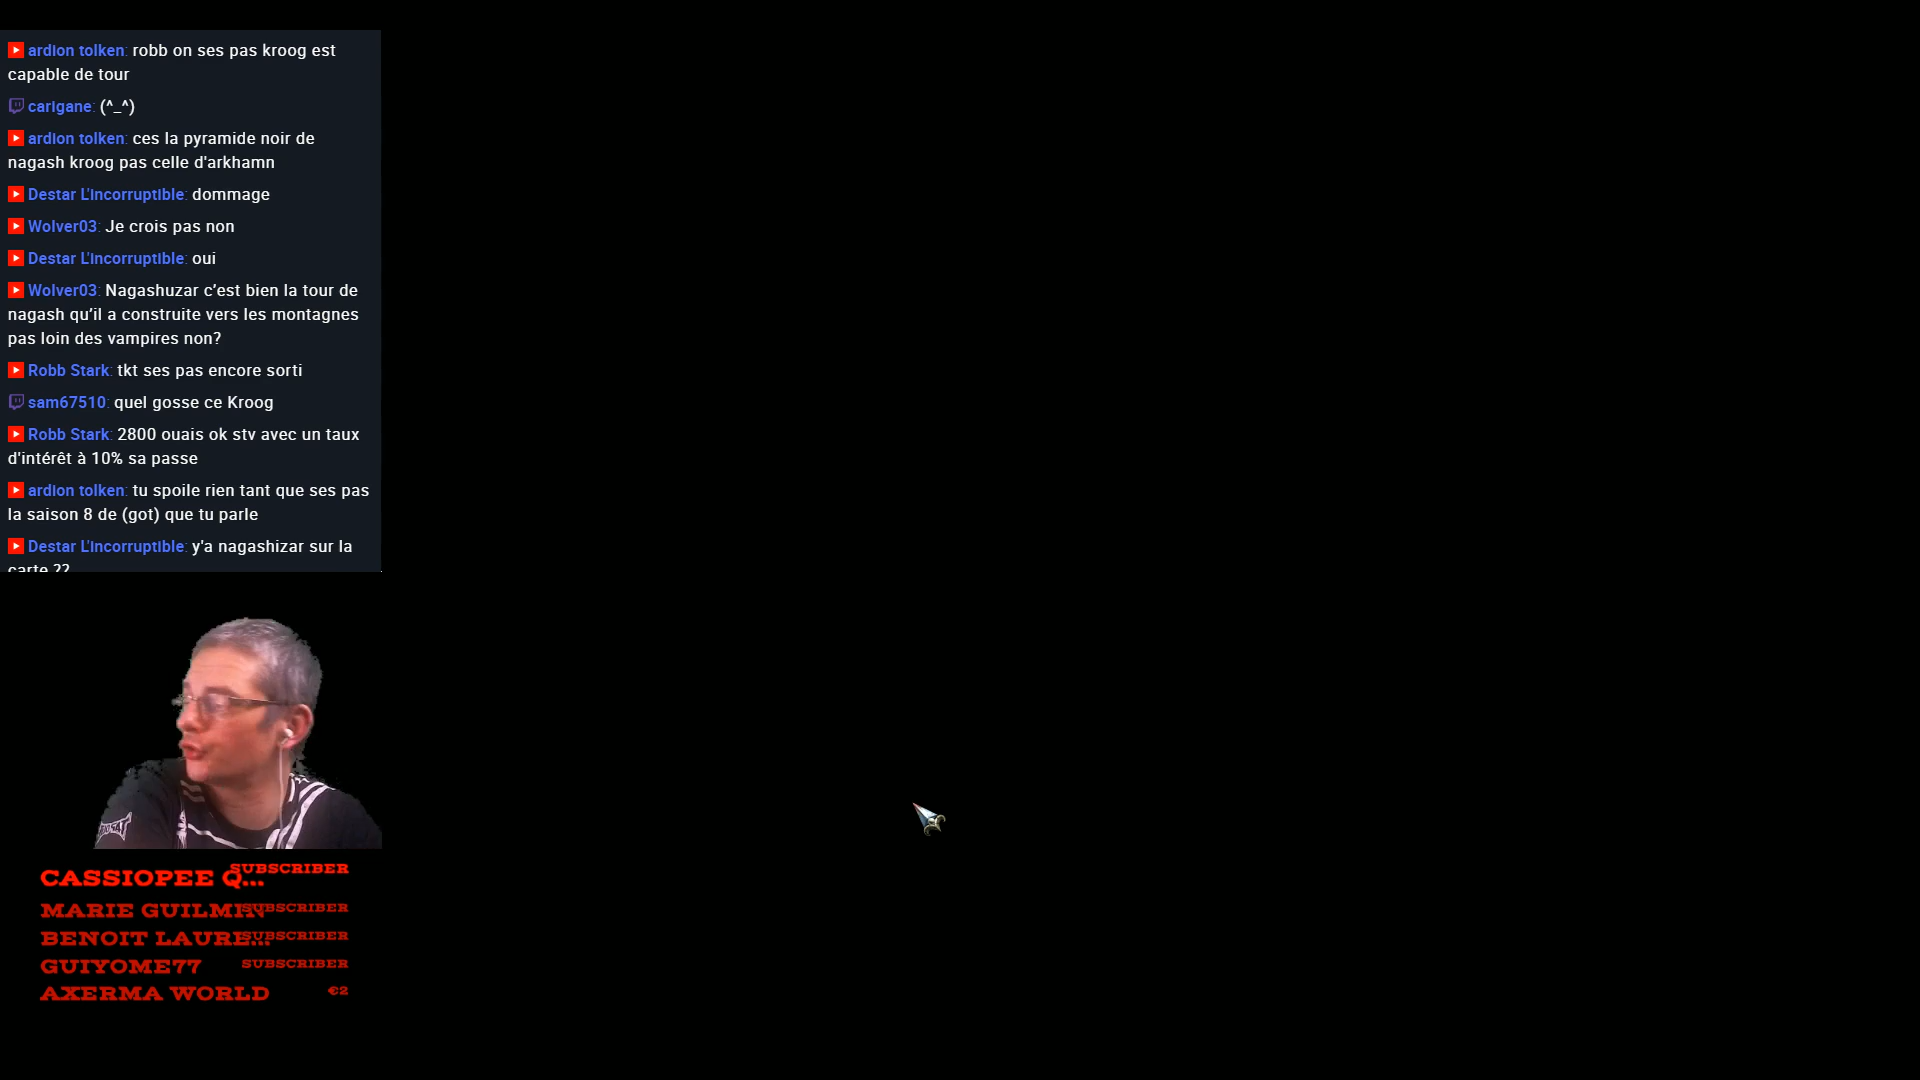 ardion tolken: robb on ses pas kroog est
capable de tour
carigane: (^_^)
ardion tolken: ces la pyramide noir de
nagash kroog pas celle d'arkhamn
Destar L'incorruptible: dommage
Wolver03: Je crois pas non
Destar L'incorruptible: oui
Wolver03: Nagashuzar c’est bien la tour de
nagash qu’il a construite vers les montagnes
pas loin des vampires non?
Robb Stark: tkt ses pas encore sorti
sam67510: quel gosse ce Kroog
Robb Stark: 2800 ouais ok stv avec un taux
d'intérêt à 10% sa passe
ardion tolken: tu spoile rien tant que ses pas
la saison 8 de (got) que tu parle
Destar L'incorruptible: y'a nagashizar sur la
carte ??
CASSIOPEE Q... SUBSCRIBER
MARIE GUILMIN SUBSCRIBER
BENOIT LAURE... SUBSCRIBER
GUIYOME77 SUBSCRIBER
AXERMA WORLD €2